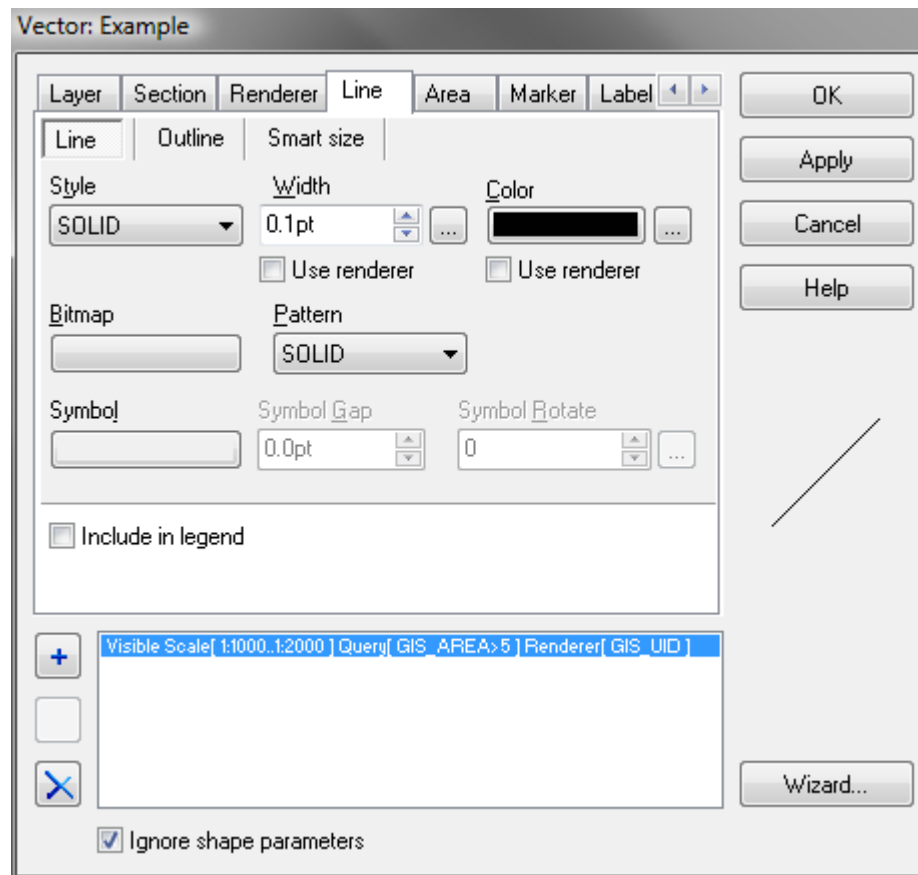 Vector: Example
Layer Section Renderer Line Area Marker Label
OK
Line Outline Smart size
Apply
Style Width Color
SOLID 0.1pt ... ... Cancel
Use renderer Use renderer
Help
Bitmap Pattern
SOLID
Symbol Symbol Gap Symbol Rotate
0.0pt 0 ...
Include in legend
+ Visible Scale[ 1:1000..1:2000 ] Query[ GIS_AREA>5 ] Renderer[ GIS_UID ]
Wizard...
Ignore shape parameters